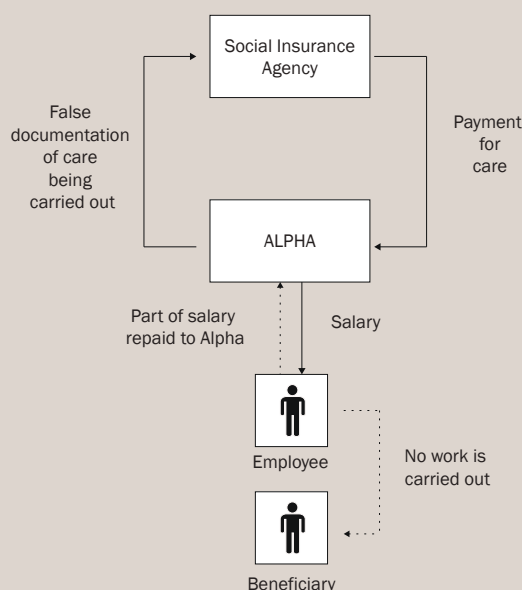 Social Insurance
Agency
False
documentation
of care
being
carried out
Payment
for
care
ALPHA
Part of salary
repaid to Alpha
Salary
Employee
No work is
carried out
Beneficiary